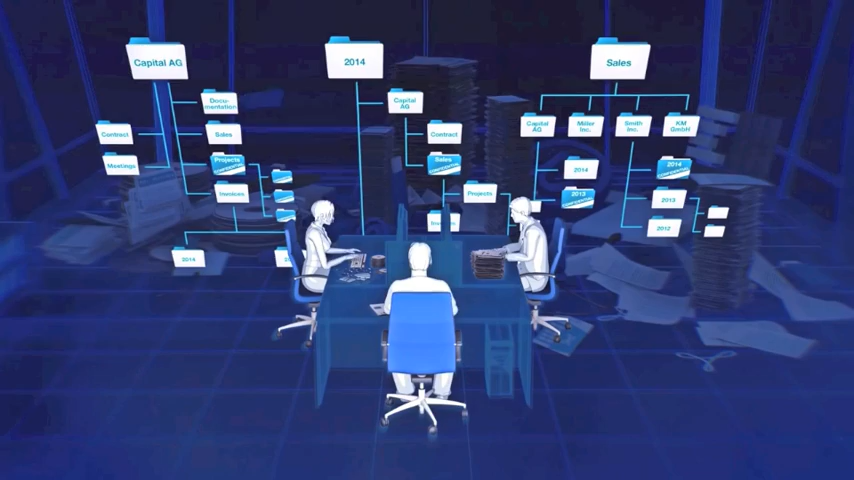 Capital AG
2014
Sales
Docu-
mentation
Capital
AG
Capital
AG
Miller
Inc.
Smith
Inc.
KM
GmbH
Contract
Sales
Contract
Meetings
Projects
Sales
2014
2014
Invoices
Projects
2013
2013
2012
2014